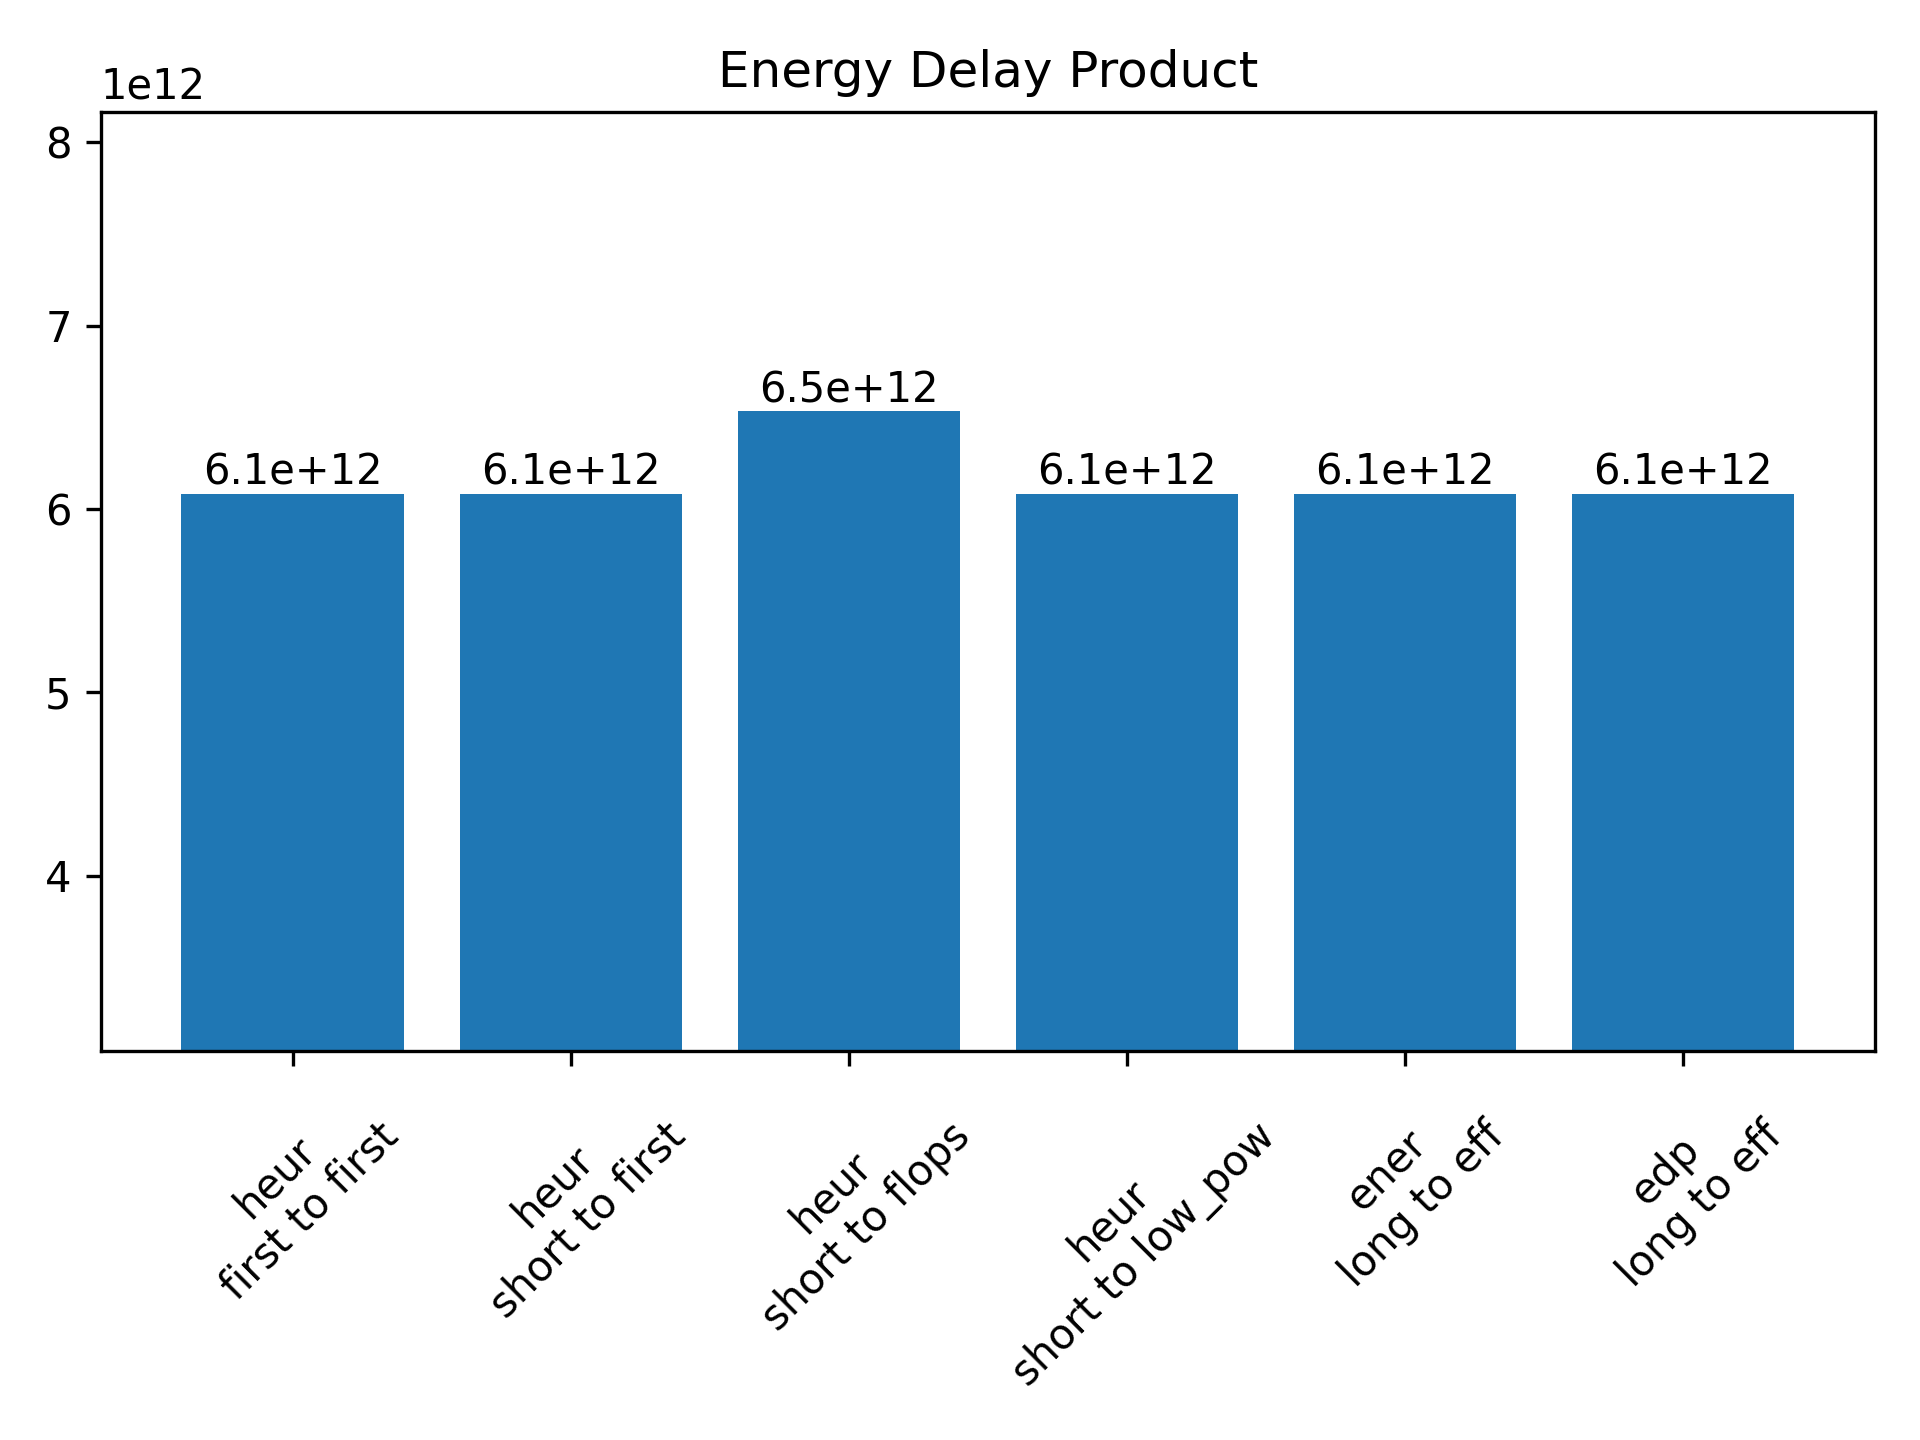 Energy Delay Product
1e12
8
7
6
5
4
6.1e+12
6.1e+12
6.5e+12
6.1e+12
6.1e+12
6.1e+12
heur
first to first
heur
short to first
heur
short to flops
heur
short to low_pow
ener
long to eff
edp
long to eff